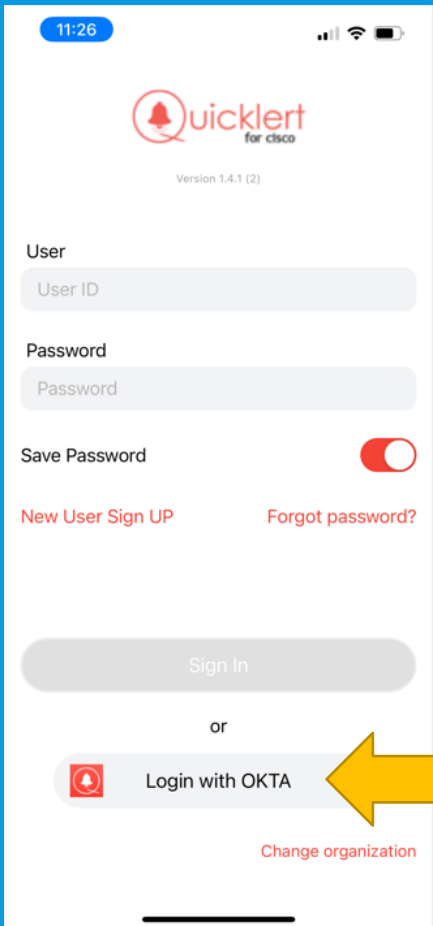 11:26
Quicklert
for cisco
Version 1.4.1 (2)
User
User ID
Password
Password
Save Password
New User Sign UP Forgot password?
Sign In
or
Login with OKTA
Change organization